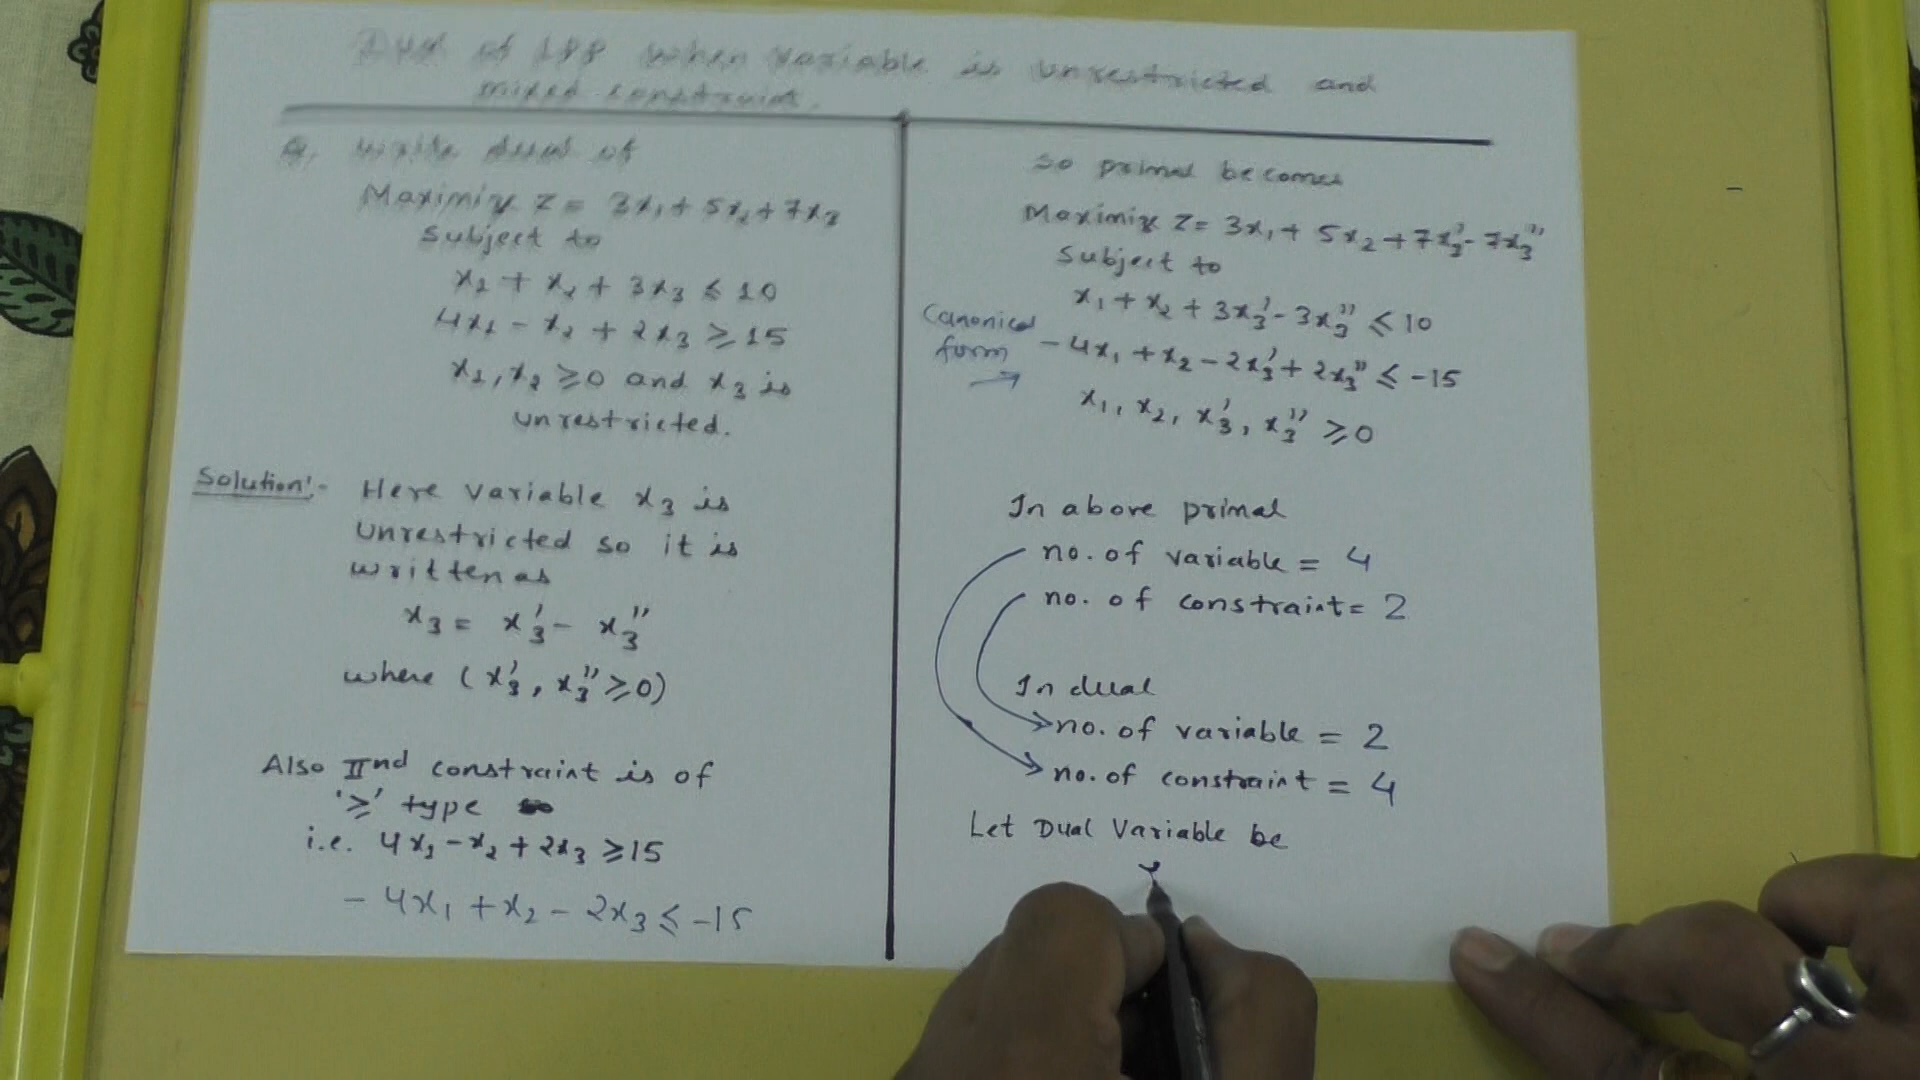 Dual of LPP when variable is unrestricted and
mixed constraint.
Q. Write dual of
Maximize Z = 3x₁ + 5x₂ + 7x₃
Subject to
x₁ + x₂ + 3x₃ ≤ 10
4x₁ - x₂ + 2x₃ ≥ 15
x₁, x₂ ≥ 0 and x₃ is
unrestricted.
Solution:- Here variable x₃ is
unrestricted so it is
written as
x₃ = x₃' - x₃''
where (x₃', x₃'' ≥ 0)
Also IInd constraint is of
'≥' type
i.e. 4x₁ - x₂ + 2x₃ ≥ 15
- 4x₁ + x₂ - 2x₃ ≤ -15
So primal becomes
Maximize Z = 3x₁ + 5x₂ + 7x₃' - 7x₃''
Subject to
x₁ + x₂ + 3x₃' - 3x₃'' ≤ 10
Canonical
form →
- 4x₁ + x₂ - 2x₃' + 2x₃'' ≤ -15
x₁, x₂, x₃', x₃'' ≥ 0
In above primal
no. of variable = 4
no. of constraint = 2
In dual
no. of variable = 2
no. of constraint = 4
Let Dual Variable be